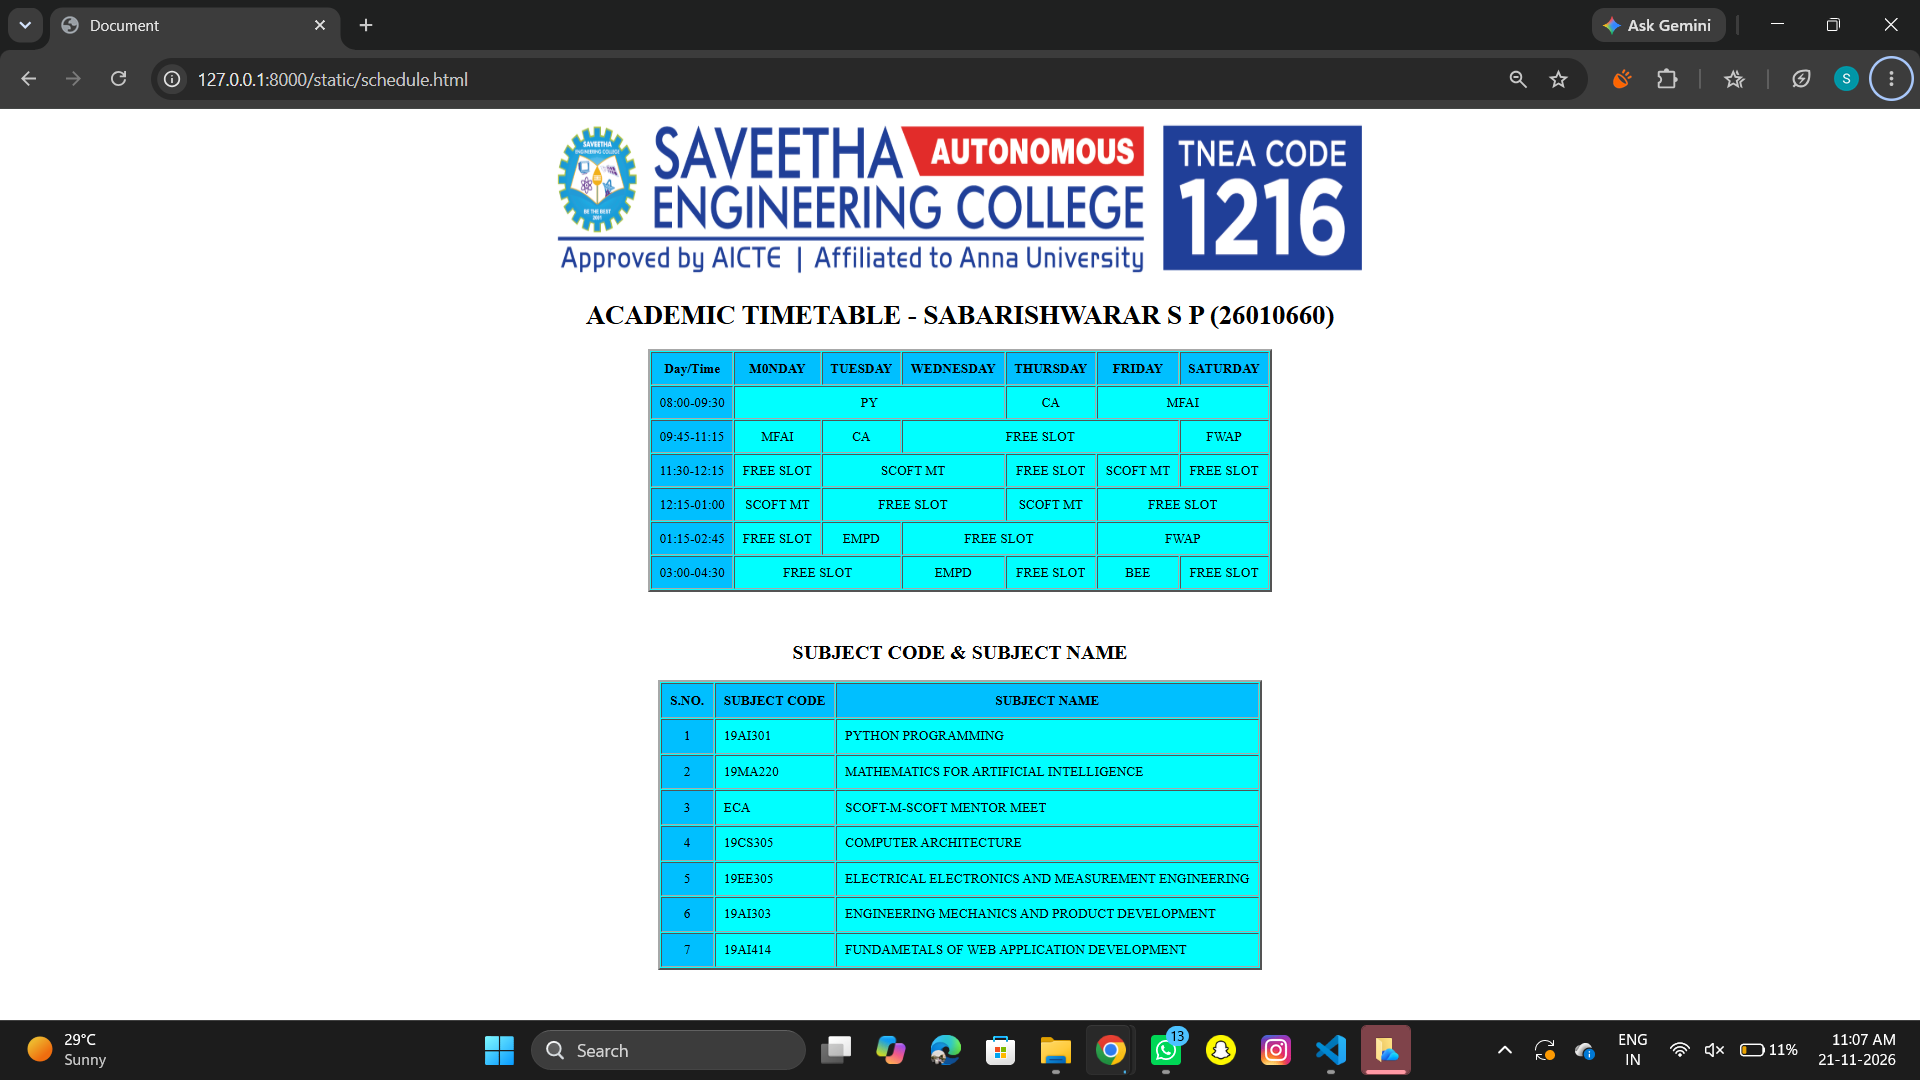 Document
Ask Gemini
127.0.0.1:8000/static/schedule.html
S
SAVEETHA AUTONOMOUS
ENGINEERING COLLEGE
Approved by AICTE | Affiliated to Anna University
SAVEETHA
ENGINEERING COLLEGE
BE THE BEST
2001
TNEA CODE
1216
ACADEMIC TIMETABLE - SABARISHWARAR S P (26010660)
Day/Time M0NDAY TUESDAY WEDNESDAY THURSDAY FRIDAY SATURDAY
08:00-09:30 PY CA MFAI
09:45-11:15 MFAI CA FREE SLOT FWAP
11:30-12:15 FREE SLOT SCOFT MT FREE SLOT SCOFT MT FREE SLOT
12:15-01:00 SCOFT MT FREE SLOT SCOFT MT FREE SLOT
01:15-02:45 FREE SLOT EMPD FREE SLOT FWAP
03:00-04:30 FREE SLOT EMPD FREE SLOT BEE FREE SLOT
SUBJECT CODE & SUBJECT NAME
S.NO. SUBJECT CODE SUBJECT NAME
1 19AI301 PYTHON PROGRAMMING
2 19MA220 MATHEMATICS FOR ARTIFICIAL INTELLIGENCE
3 ECA SCOFT-M-SCOFT MENTOR MEET
4 19CS305 COMPUTER ARCHITECTURE
5 19EE305 ELECTRICAL ELECTRONICS AND MEASUREMENT ENGINEERING
6 19AI303 ENGINEERING MECHANICS AND PRODUCT DEVELOPMENT
7 19AI414 FUNDAMETALS OF WEB APPLICATION DEVELOPMENT
29°C
Sunny
Search
13
ENG
IN
11%
11:07 AM
21-11-2026